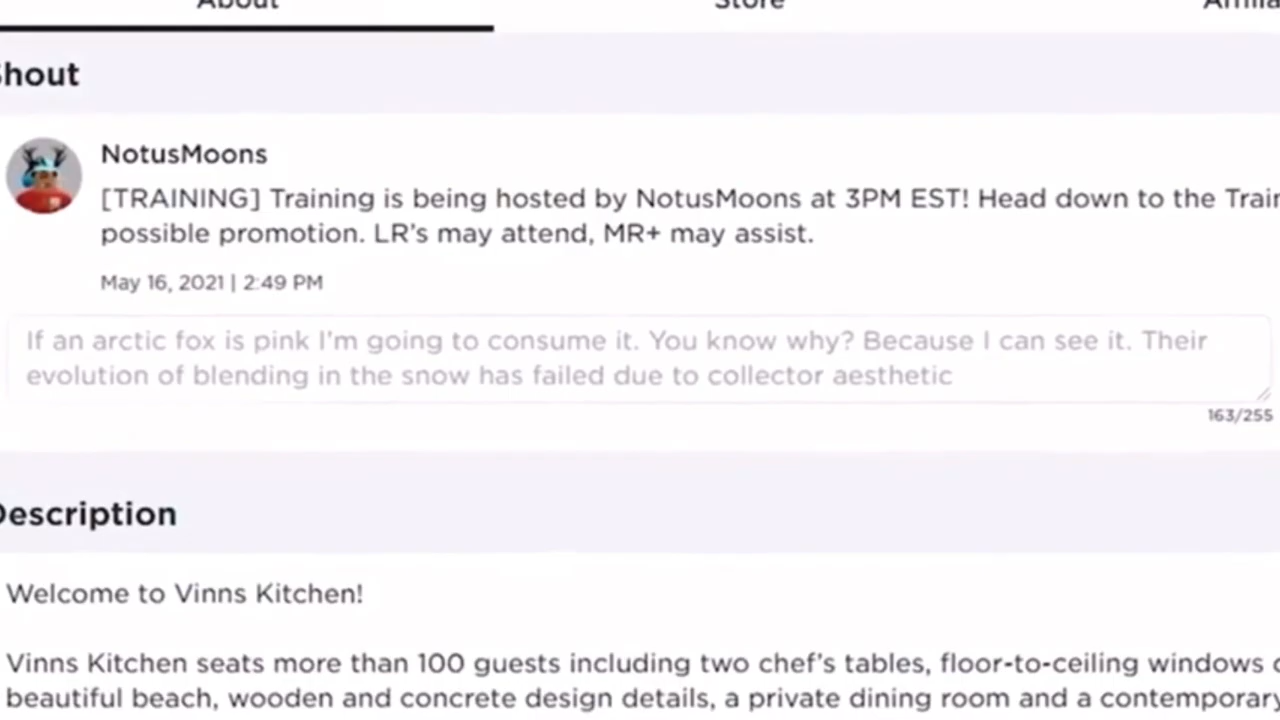 About Store
Shout
NotusMoons
[TRAINING] Training is being hosted by NotusMoons at 3PM EST! Head down to the
possible promotion. LR's may attend, MR+ may assist.
May 16, 2021 | 2:49 PM
If an arctic fox is pink I'm going to consume it. You know why? Because I can see it. Their
evolution of blending in the snow has failed due to collector aesthetic
163/255
Description
Welcome to Vinns Kitchen!
Vinns Kitchen seats more than 100 guests including two chef's tables, floor-to-ceiling windows
beautiful beach, wooden and concrete design details, a private dining room and a contemporary